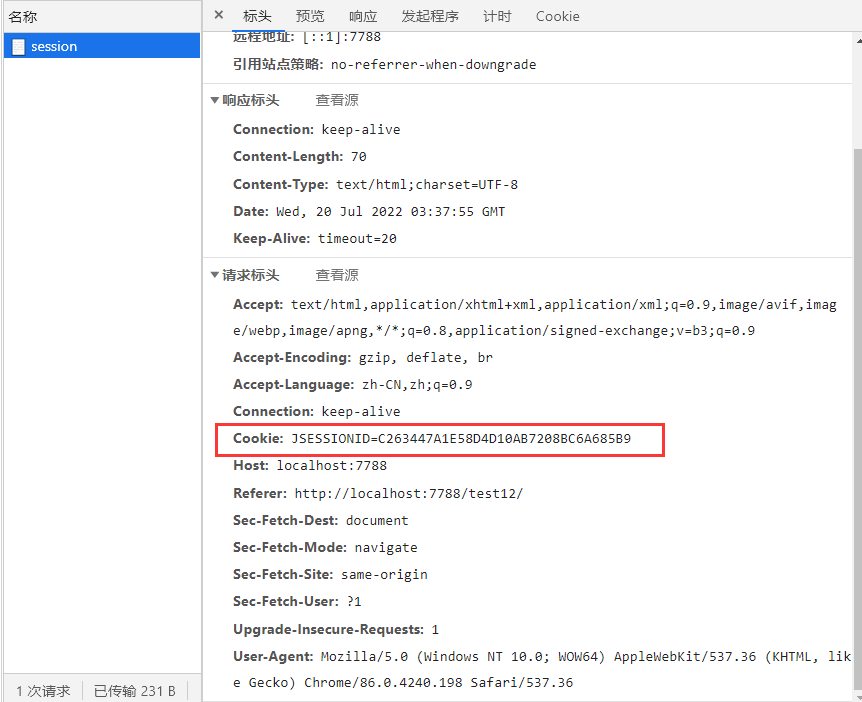 名称
session
1 次请求 已传输 231 B
× 标头 预览 响应 发起程序 计时 Cookie
远程地址: [::1]:7788
引用站点策略: no-referrer-when-downgrade
▼响应标头 查看源
Connection: keep-alive
Content-Length: 70
Content-Type: text/html;charset=UTF-8
Date: Wed, 20 Jul 2022 03:37:55 GMT
Keep-Alive: timeout=20
▼请求标头 查看源
Accept: text/html,application/xhtml+xml,application/xml;q=0.9,image/avif,imag
e/webp,image/apng,*/*;q=0.8,application/signed-exchange;v=b3;q=0.9
Accept-Encoding: gzip, deflate, br
Accept-Language: zh-CN,zh;q=0.9
Connection: keep-alive
Cookie: JSESSIONID=C263447A1E58D4D10AB7208BC6A685B9
Host: localhost:7788
Referer: http://localhost:7788/test12/
Sec-Fetch-Dest: document
Sec-Fetch-Mode: navigate
Sec-Fetch-Site: same-origin
Sec-Fetch-User: ?1
Upgrade-Insecure-Requests: 1
User-Agent: Mozilla/5.0 (Windows NT 10.0; WOW64) AppleWebKit/537.36 (KHTML, lik
e Gecko) Chrome/86.0.4240.198 Safari/537.36